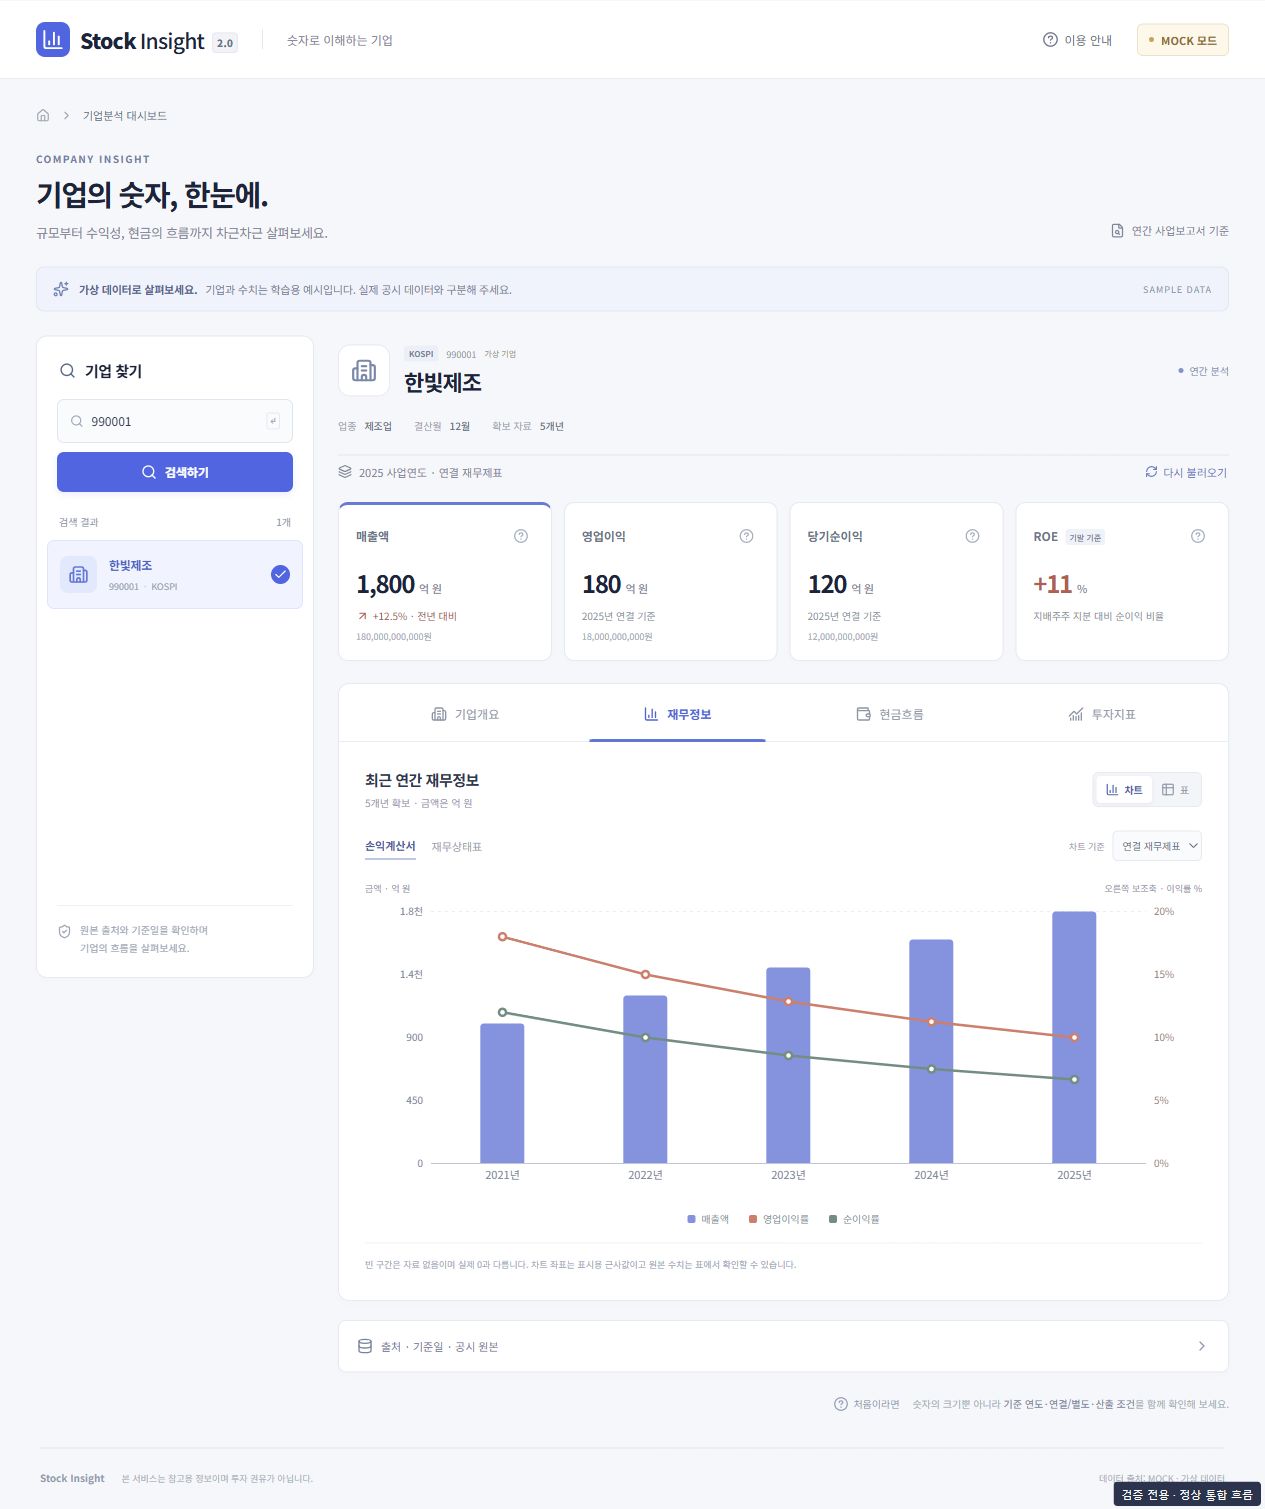 Stock Insight 2.0
숫자로 이해하는 기업
이용 안내
MOCK 모드
기업분석 대시보드
COMPANY INSIGHT
기업의 숫자, 한눈에.
규모부터 수익성, 현금의 흐름까지 차근차근 살펴보세요.
연간 사업보고서 기준
가상 데이터로 살펴보세요. 기업과 수치는 학습용 예시입니다. 실제 공시 데이터와 구분해 주세요.
SAMPLE DATA
기업 찾기
990001
검색하기
검색 결과
1개
한빛제조
990001 · KOSPI
원본 출처와 기준일을 확인하며
기업의 흐름을 살펴보세요.
KOSPI 990001 가상 기업
한빛제조
연간 분석
업종 제조업 결산월 12월 확보 자료 5개년
2025 사업연도 · 연결 재무제표
다시 불러오기
매출액
1,800 억 원
+12.5% · 전년 대비
180,000,000,000원
영업이익
180 억 원
2025년 연결 기준
18,000,000,000원
당기순이익
120 억 원
2025년 연결 기준
12,000,000,000원
ROE 기말 기준
+11 %
지배주주 지분 대비 순이익 비율
기업개요
재무정보
현금흐름
투자지표
최근 연간 재무정보
5개년 확보 · 금액은 억 원
차트
표
손익계산서
재무상태표
차트 기준
연결 재무제표
금액 · 억 원
오른쪽 보조축 · 이익률 %
1.8천
20%
1.4천
15%
900
10%
450
5%
0
0%
2021년
2022년
2023년
2024년
2025년
매출액
영업이익률
순이익률
빈 구간은 자료 없음이며 실제 0과 다릅니다. 차트 좌표는 표시용 근사값이고 원본 수치는 표에서 확인할 수 있습니다.
출처 · 기준일 · 공시 원본
처음이라면 숫자의 크기뿐 아니라 기준 연도·연결/별도·산출 조건을 함께 확인해 보세요.
Stock Insight
본 서비스는 참고용 정보이며 투자 권유가 아닙니다.
데이터 출처: MOCK · 가상 데이터
검증 전용 · 정상 통합 흐름